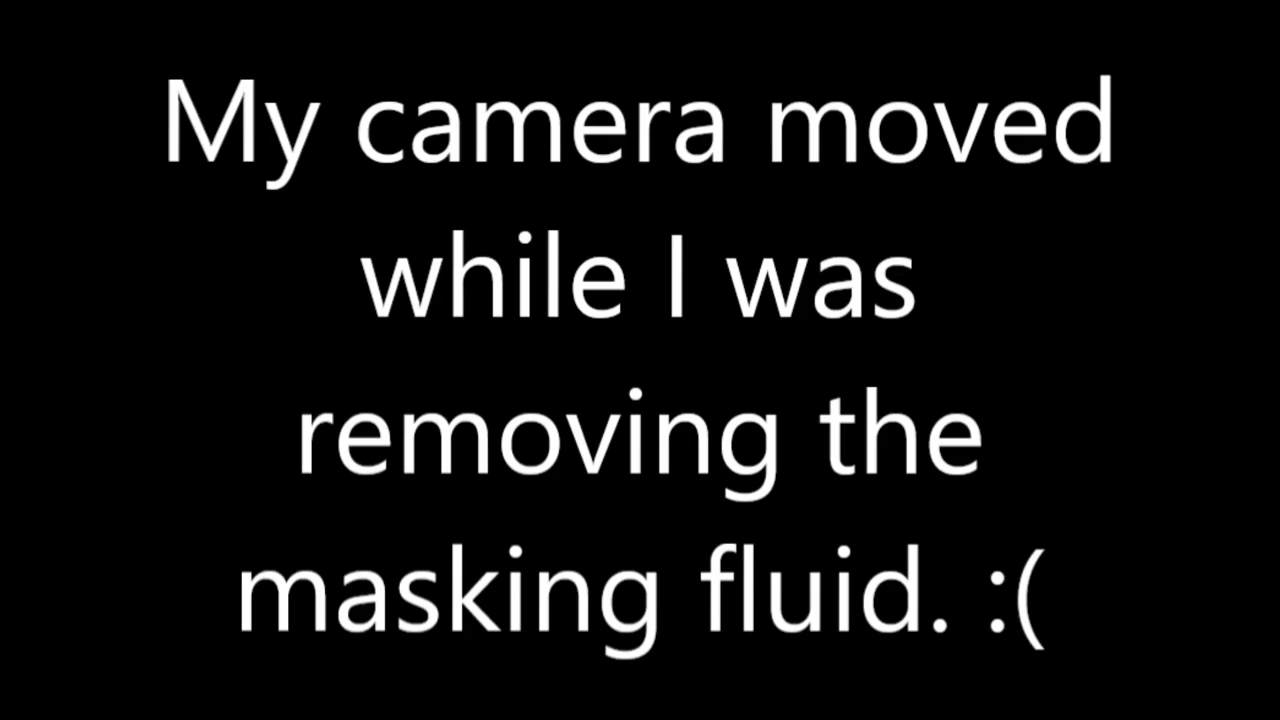 My camera moved
while I was
removing the
masking fluid. :(